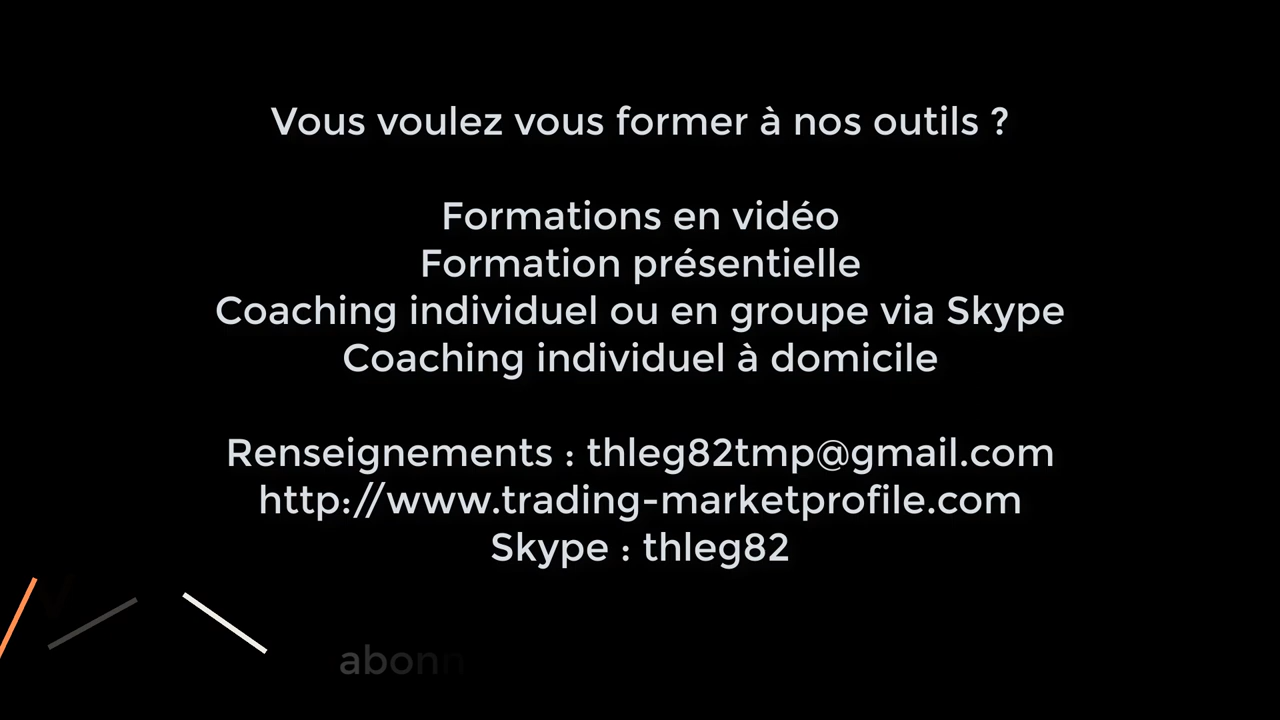 Vous voulez vous former à nos outils ?
Formations en vidéo
Formation présentielle
Coaching individuel ou en groupe via Skype
Coaching individuel à domicile
Renseignements : thleg82tmp@gmail.com
http://www.trading-marketprofile.com
Skype : thleg82
abonn